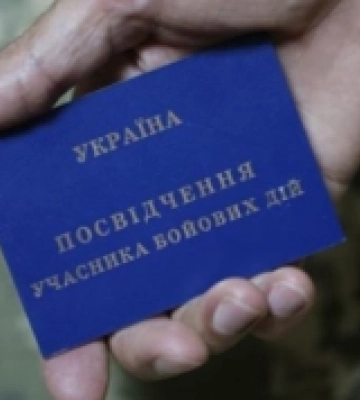 УКРАЇНА
ПОСВІДЧЕННЯ
УЧАСНИКА БОЙОВИХ ДІЙ